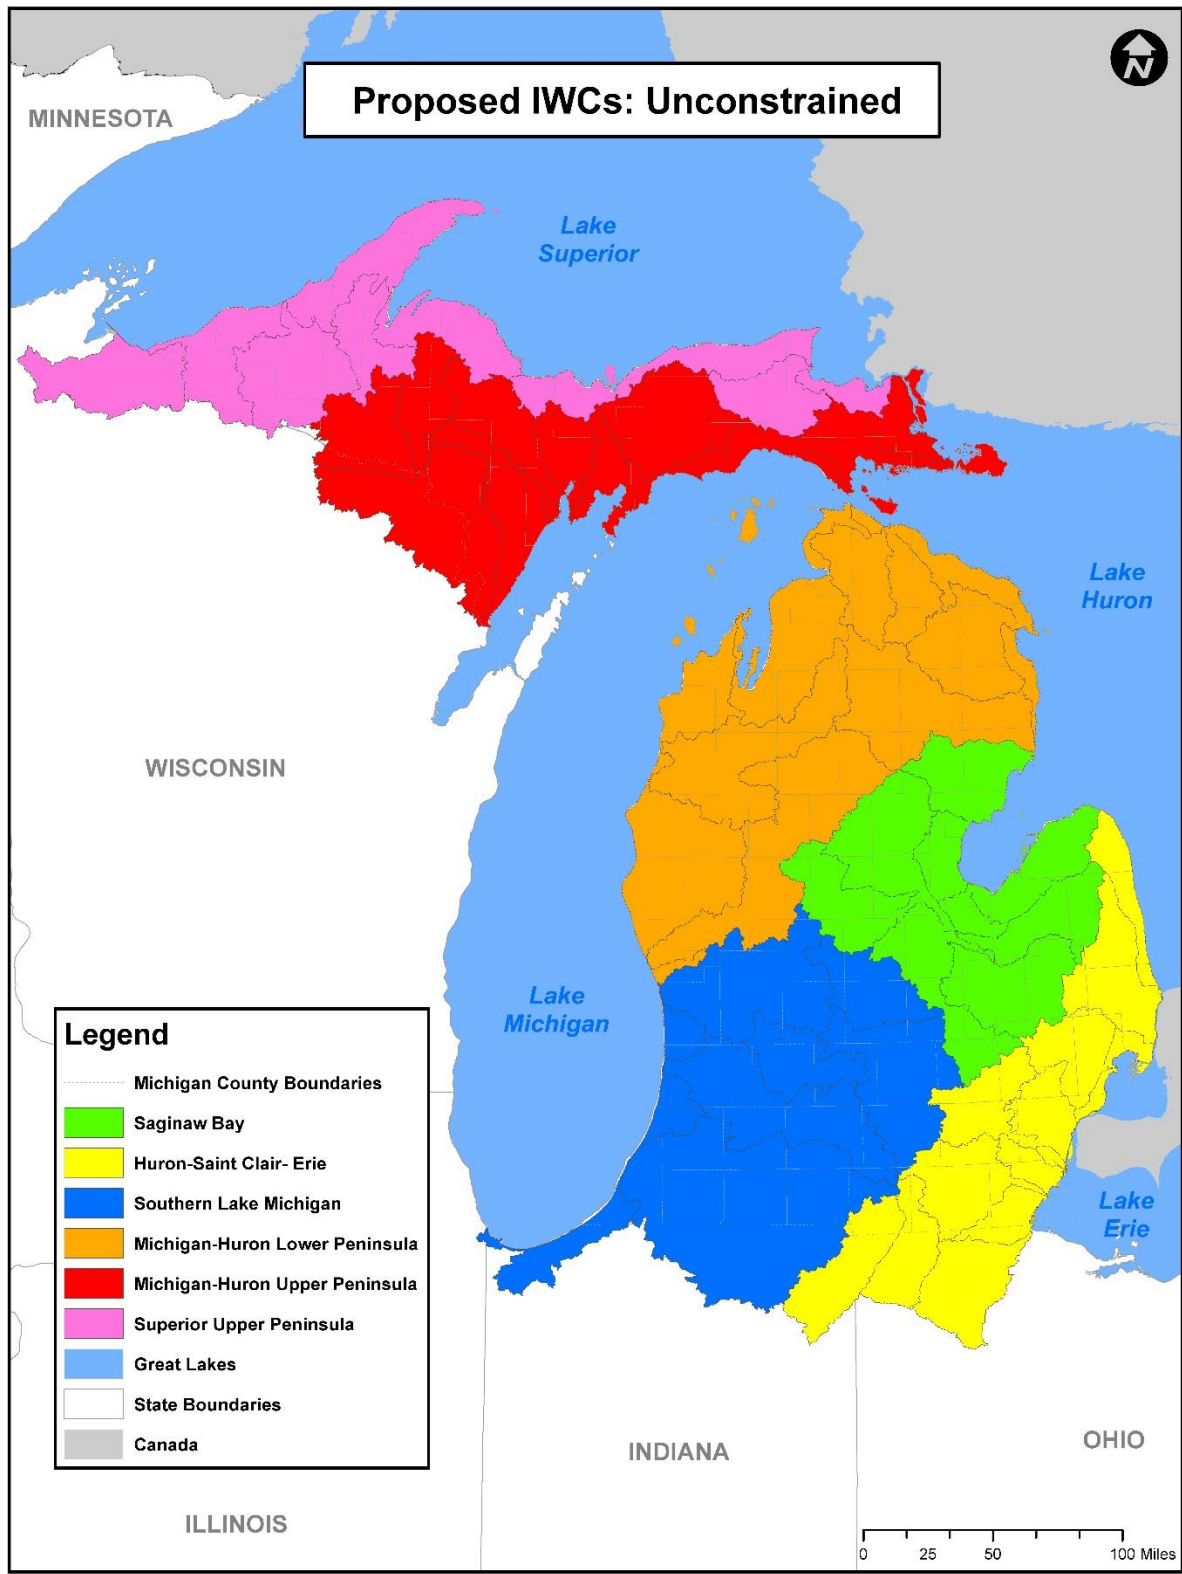 Proposed IWCs: Unconstrained
N
MINNESOTA
Lake
Superior
Lake
Huron
WISCONSIN
Lake
Michigan
Legend
Michigan County Boundaries
Saginaw Bay
Huron-Saint Clair- Erie
Southern Lake Michigan
Michigan-Huron Lower Peninsula
Michigan-Huron Upper Peninsula
Superior Upper Peninsula
Great Lakes
State Boundaries
Canada
Lake
Erie
INDIANA
OHIO
ILLINOIS
0 25 50 100 Miles